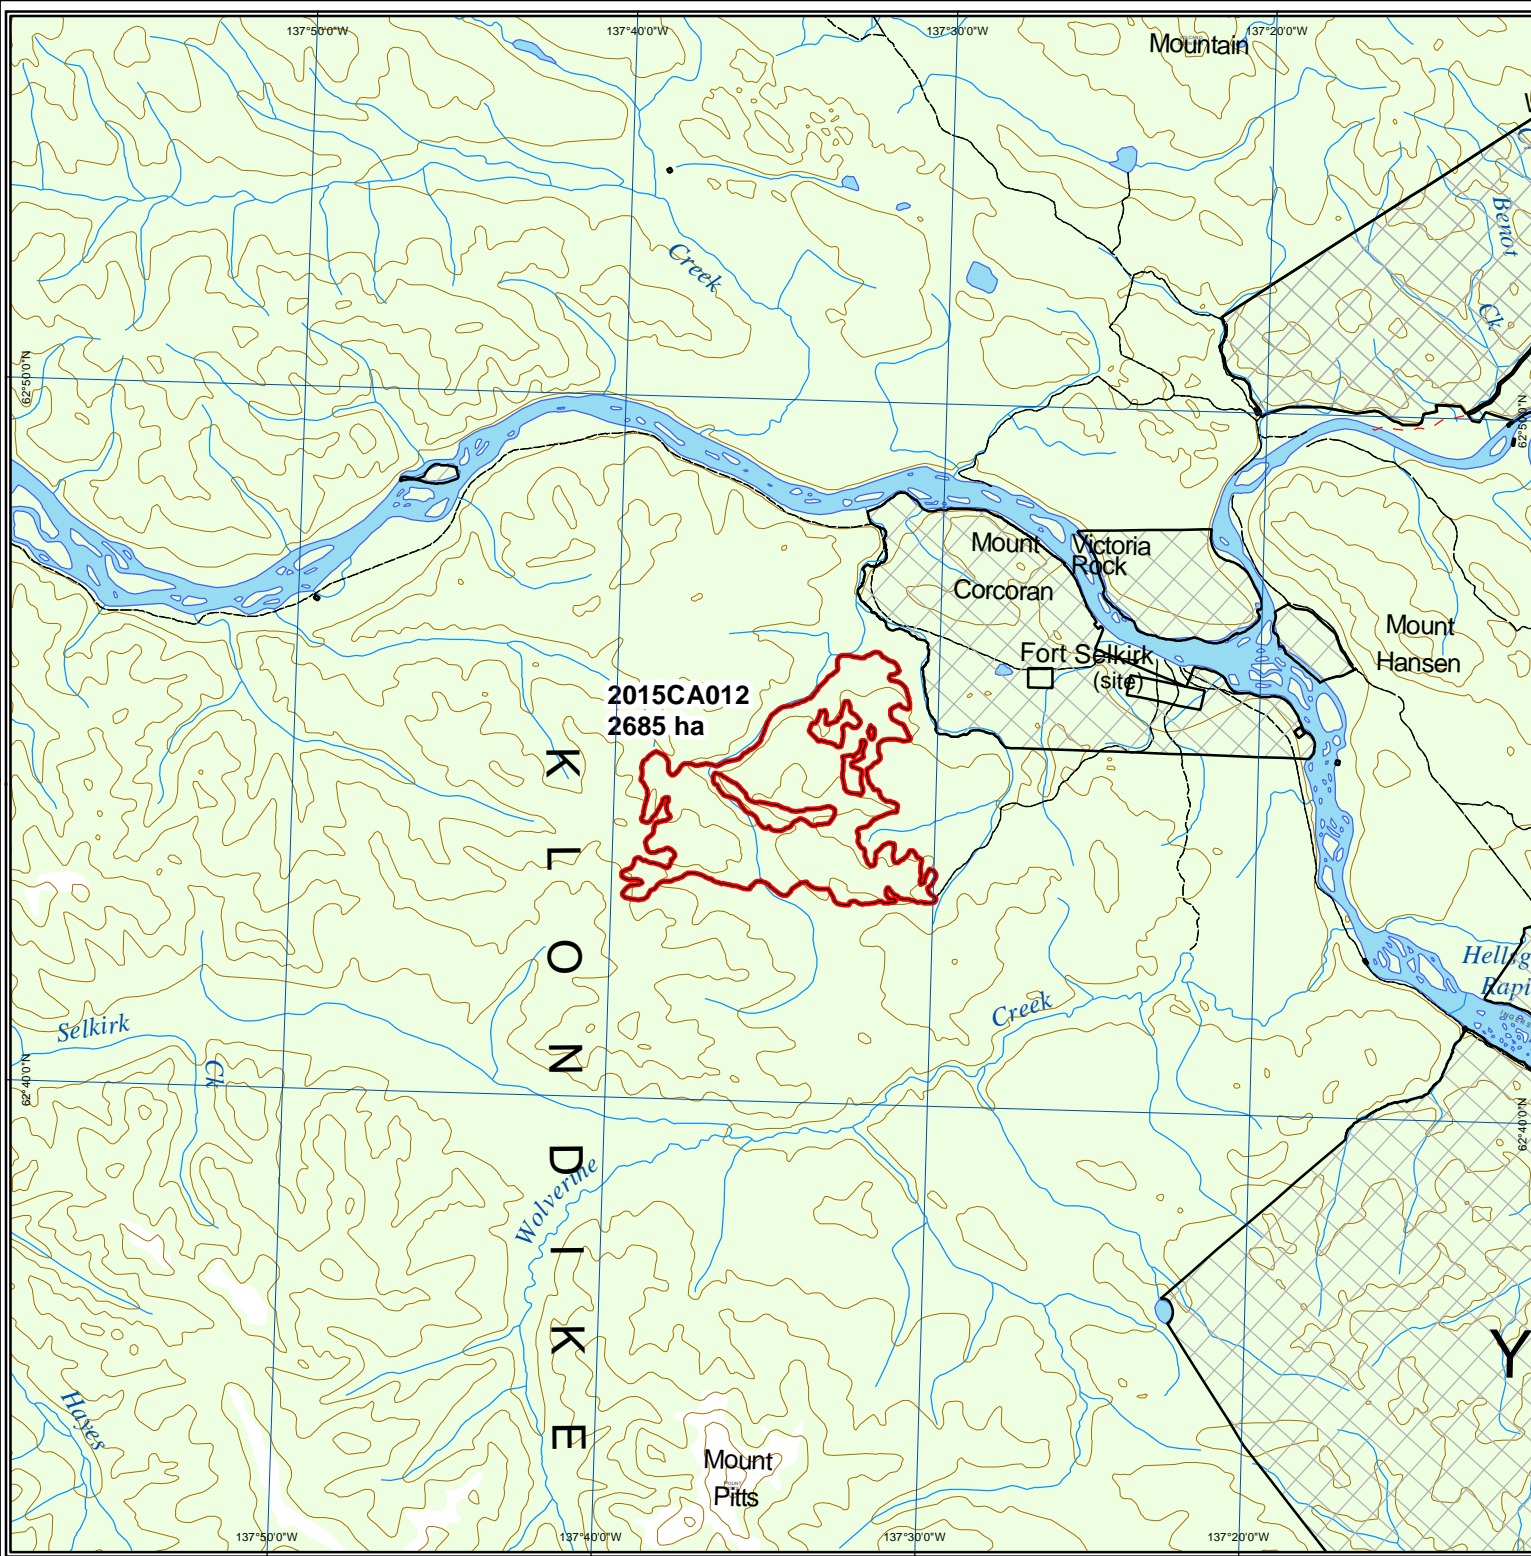 137°50'0"W
137°40'0"W
137°30'0"W
137°20'0"W
Mountain
Creek
Benot
Ck
62°50'0"N
62°50'0"N
Mount
Corcoran
Victoria
Rock
Mount
Hansen
Fort Selkirk
(site)
2015CA012
2685 ha
K L O N D I K E
Selkirk
Ck
Creek
Wolverine
Hellsg
Rapi
62°40'0"N
62°40'0"N
Y
Hayes
Mount
Pitts
137°50'0"W
137°40'0"W
137°30'0"W
137°20'0"W